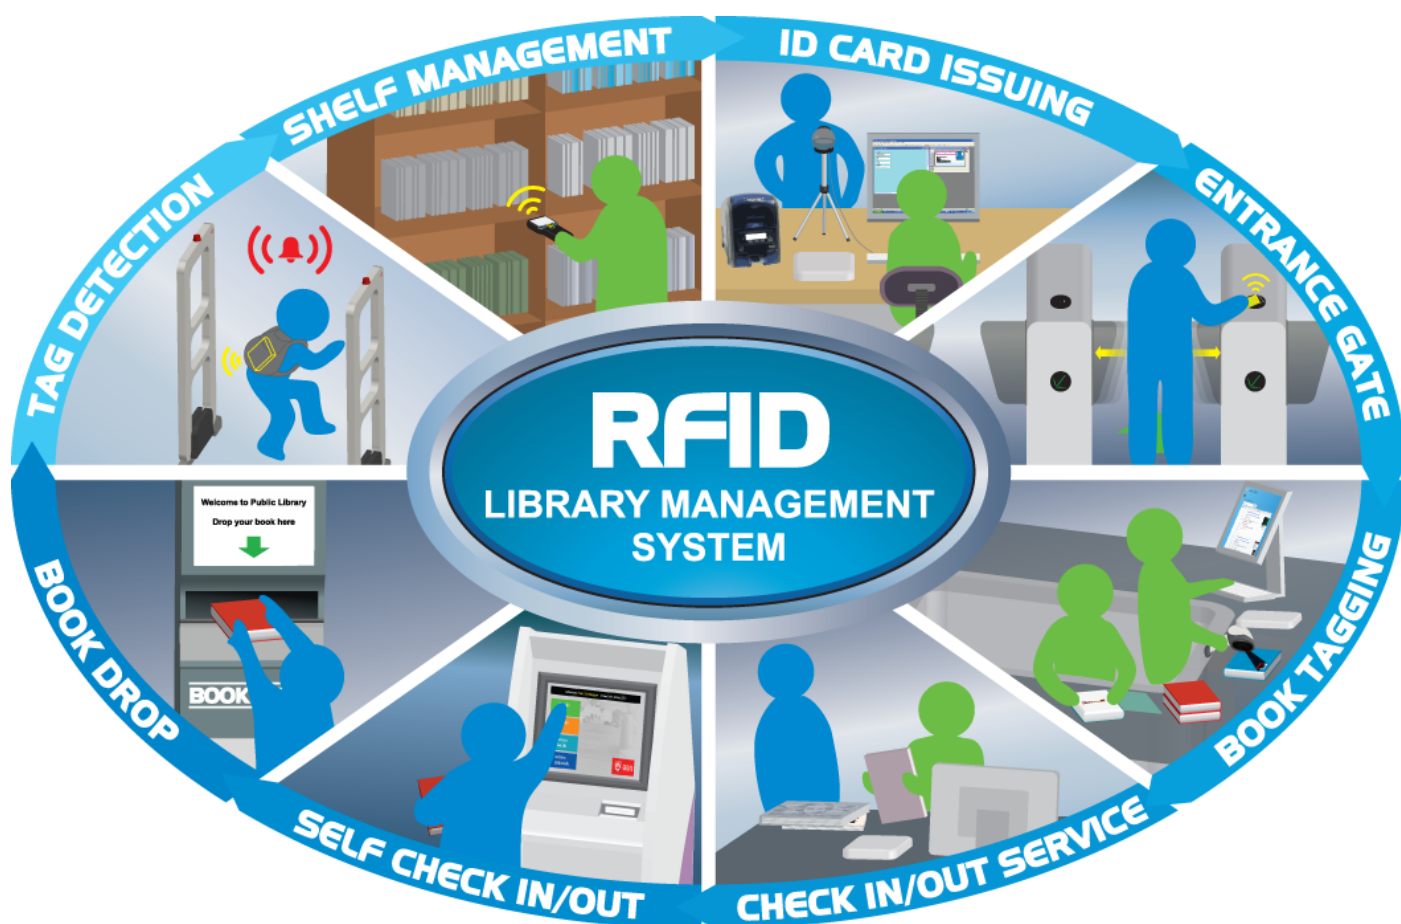 SHELF MANAGEMENT
ID CARD ISSUING
ENTRANCE GATE
BOOK TAGGING
CHECK IN/OUT SERVICE
SELF CHECK IN/OUT
BOOK DROP
TAG DETECTION
RFID
LIBRARY MANAGEMENT
SYSTEM
Welcome to Public Library
Drop your book here
BOOK